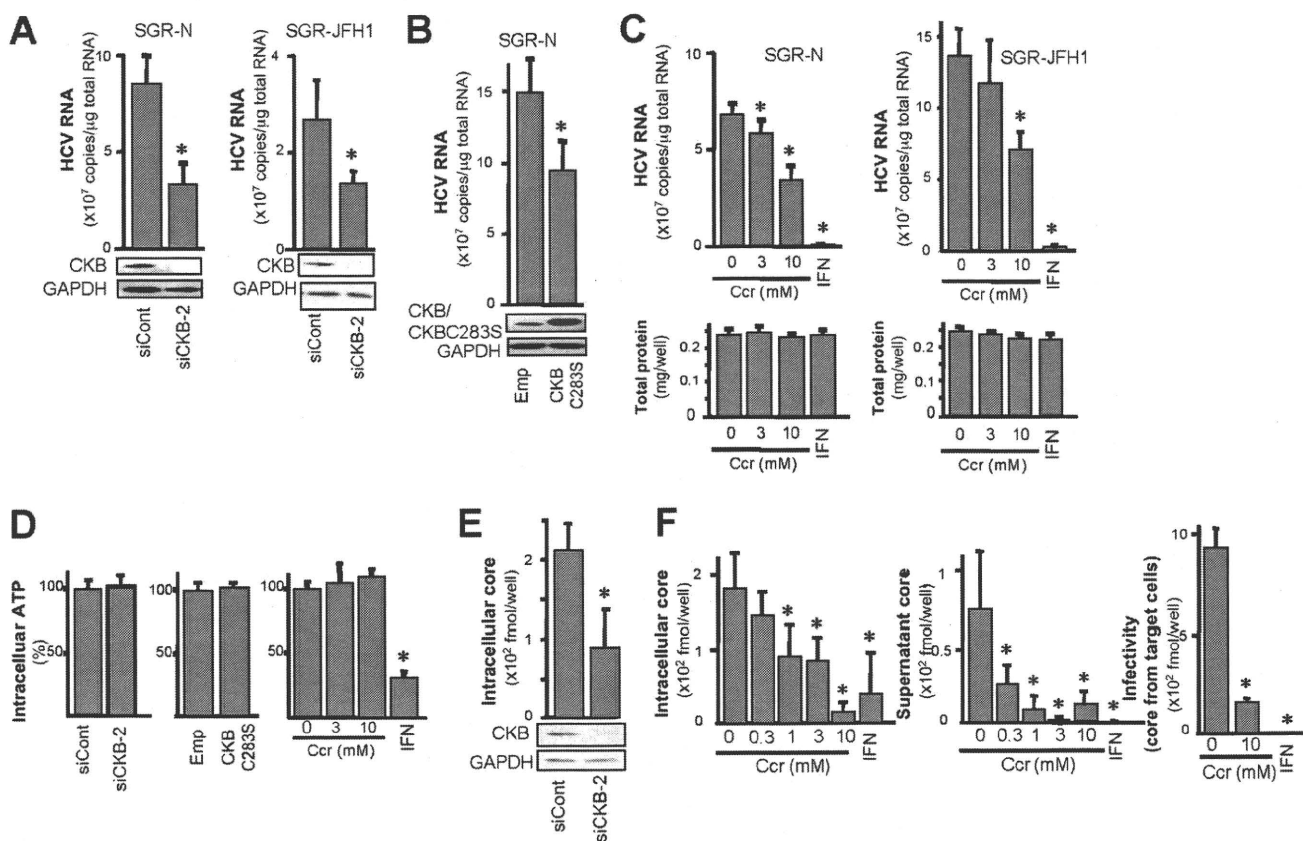 A
SGR-N
HCV RNA
(x10⁷ copies/µg total RNA)
10
5
0
*
CKB
GAPDH
siCont
siCKB-2
SGR-JFH1
HCV RNA
(x10⁷ copies/µg total RNA)
4
2
0
*
CKB
GAPDH
siCont
siCKB-2
B
SGR-N
HCV RNA
(x10⁷ copies/µg total RNA)
15
10
5
0
*
CKB/
CKBC283S
GAPDH
Emp
CKB
C283S
C
SGR-N
HCV RNA
(x10⁷ copies/µg total RNA)
10
5
0
* * *
0 3 10 IFN
Ccr (mM)
SGR-JFH1
HCV RNA
(x10⁷ copies/µg total RNA)
15
10
5
0
* *
0 3 10 IFN
Ccr (mM)
Total protein
(mg/well)
0.2
0.1
0
0 3 10 IFN
Ccr (mM)
Total protein
(mg/well)
0.2
0.1
0
0 3 10 IFN
Ccr (mM)
D
Intracellular ATP
(%)
100
50
siCont
siCKB-2
100
50
Emp
CKB
C283S
100
50
*
0 3 10 IFN
Ccr (mM)
E
Intracellular core
(x10² fmol/well)
2
1
0
*
CKB
GAPDH
siCont
siCKB-2
F
Intracellular core
(x10² fmol/well)
2
1
0
* * * *
0 0.3 1 3 10 IFN
Ccr (mM)
Supernatant core
(x10² fmol/well)
1
0.5
0
* * * * *
0 0.3 1 3 10 IFN
Ccr (mM)
Infectivity
(core from target cells)
(x10² fmol/well)
10
5
0
* *
0 10 IFN
Ccr (mM)